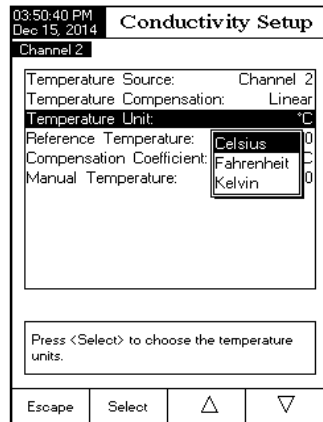 03:50:40 PM
Dec 15, 2014
Conductivity Setup
Channel 2
Temperature Source: Channel 2
Temperature Compensation: Linear
Temperature Unit: °C
Reference Temperature: 0
Compensation Coefficient: C
Manual Temperature: 0
Celsius
Fahrenheit
Kelvin
Press <Select> to choose the temperature
units.
Escape Select